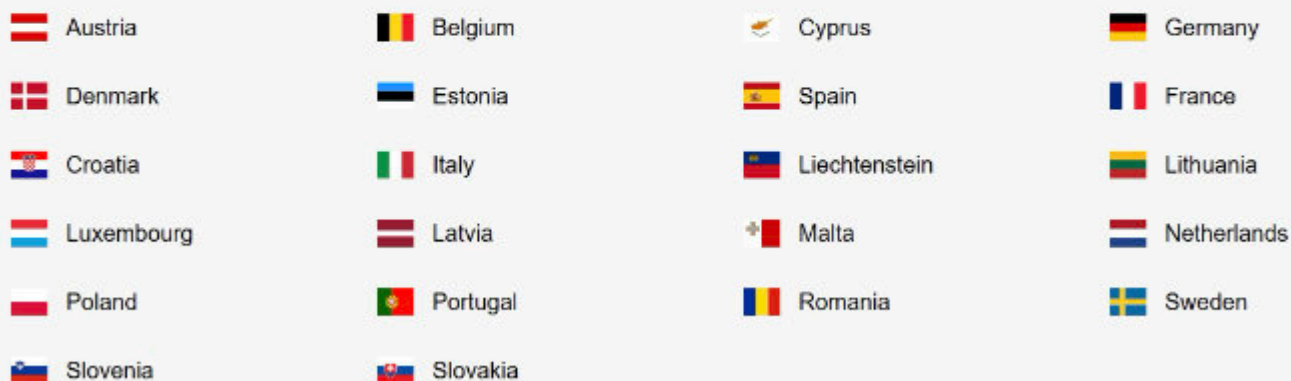 Austria Belgium Cyprus Germany
Denmark Estonia Spain France
Croatia Italy Liechtenstein Lithuania
Luxembourg Latvia Malta Netherlands
Poland Portugal Romania Sweden
Slovenia Slovakia